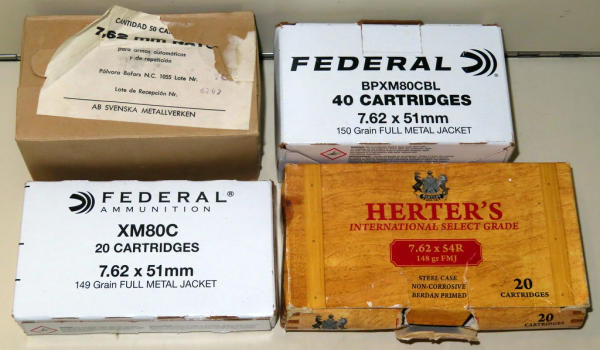 CANTIDAD 50
7,62 mm NATO
para armas automáticas
y de repetición
Pólvora Bofors N.C. 1055 Lote Nr.
Lote de Recepción Nr.
AB SVENSKA METALLVERKEN
FEDERAL
BPXM80CBL
40 CARTRIDGES
7.62 x 51mm
150 Grain FULL METAL JACKET
FEDERAL®
AMMUNITION
XM80C
20 CARTRIDGES
7.62 x 51mm
149 Grain FULL METAL JACKET
HERTER'S
INTERNATIONAL SELECT GRADE
7.62 x 54R
148 gr FMJ
STEEL CASE
NON-CORROSIVE
BERDAN PRIMED
20
CARTRIDGES
HERTER'S
20
CARTRIDGES